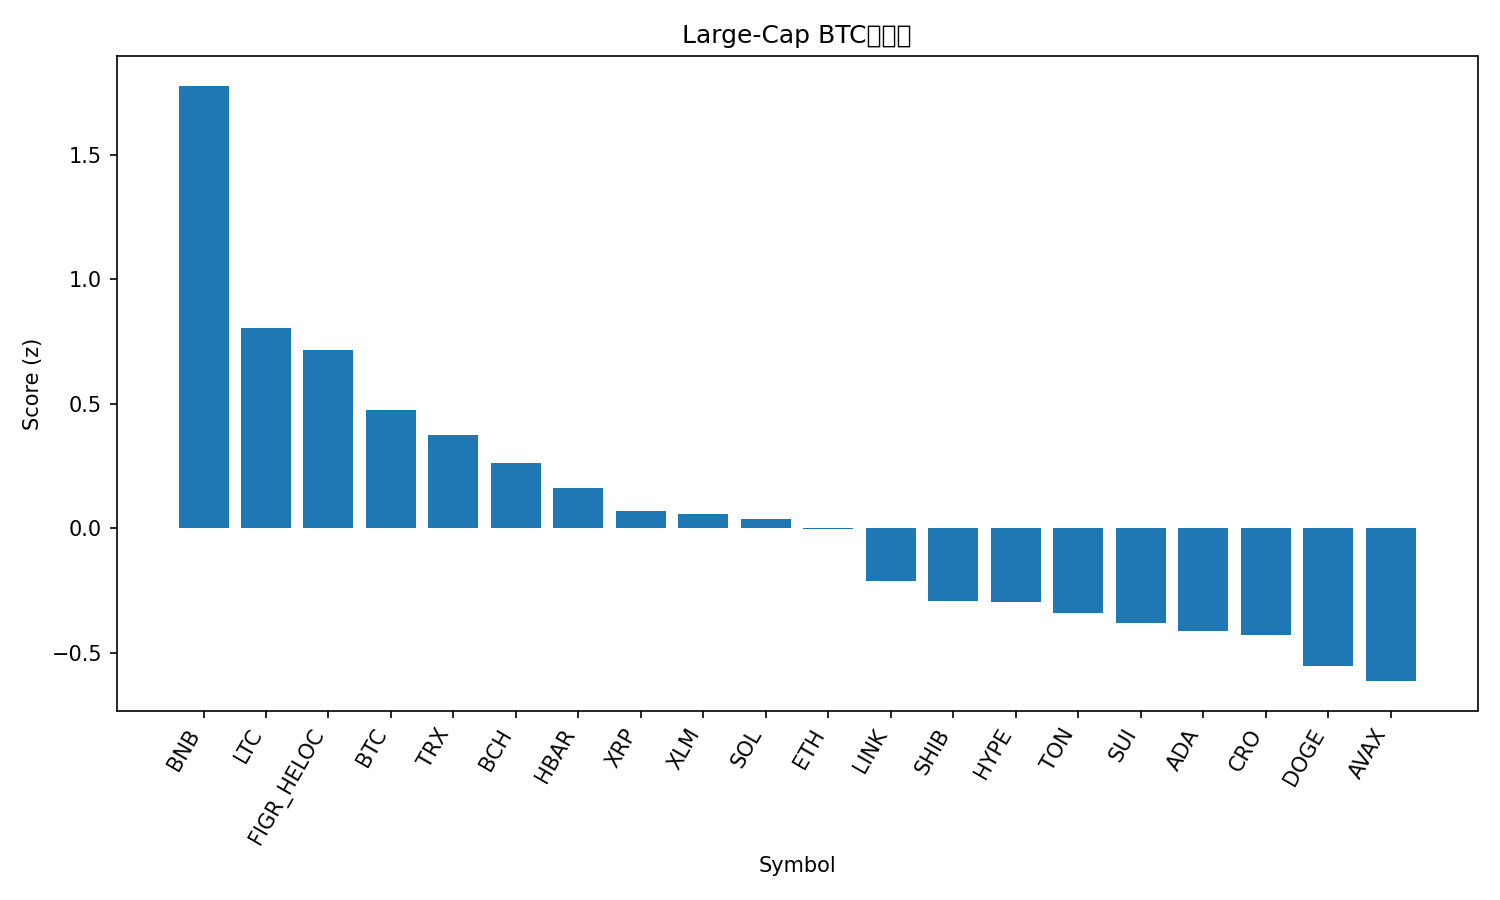 Large-Cap BTC
Score (z)
1.5
1.0
0.5
0.0
−0.5
BNB
LTC
FIGR_HELOC
BTC
TRX
BCH
HBAR
XRP
XLM
SOL
ETH
LINK
SHIB
HYPE
TON
SUI
ADA
CRO
DOGE
AVAX
Symbol